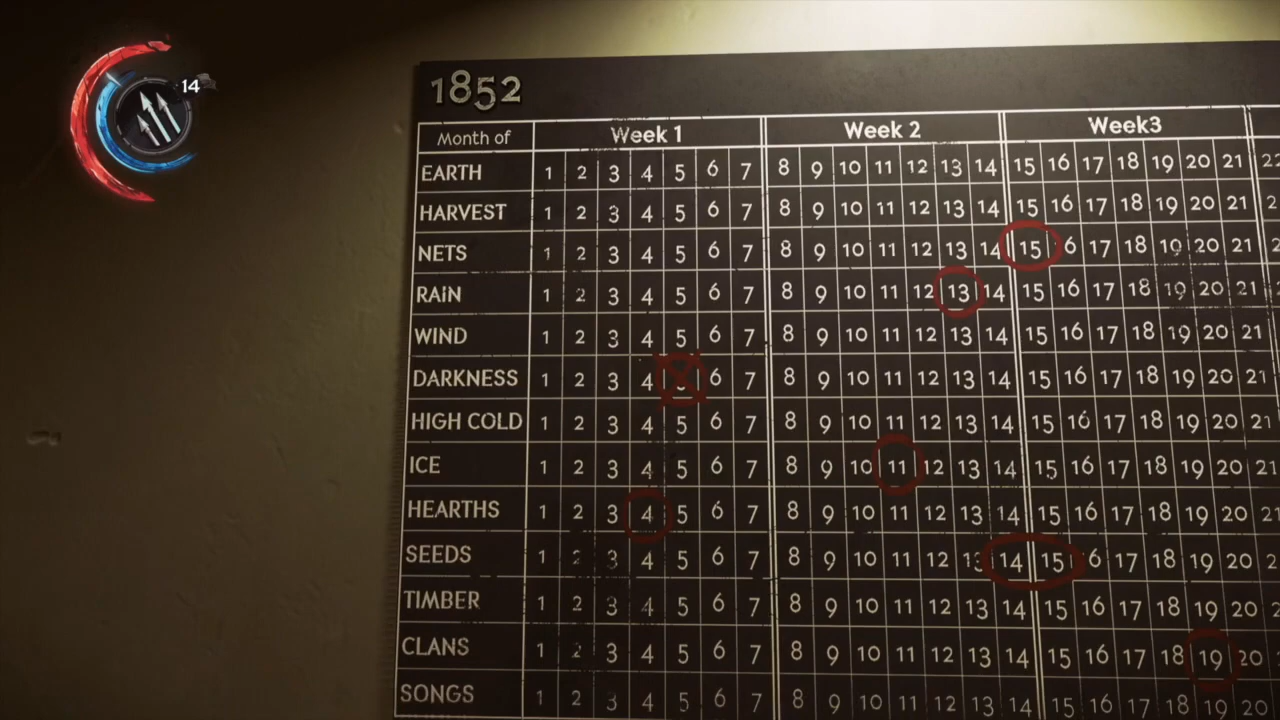 14
1852
Month of Week 1 Week 2 Week3
EARTH 1 2 3 4 5 6 7 8 9 10 11 12 13 14 15 16 17 18 19 20 21 22
HARVEST 1 2 3 4 5 6 7 8 9 10 11 12 13 14 15 16 17 18 19 20 21 2
NETS 1 2 3 4 5 6 7 8 9 10 11 12 13 14 15 6 17 18 19 20 21 2
RAiN 1 2 3 4 5 6 7 8 9 10 11 12 13 14 15 16 17 18 19 20 21
WIND 1 2 3 4 5 6 7 8 9 10 11 12 13 14 15 16 17 18 19 20 21
DARKNESS 1 2 3 4 6 7 8 9 10 11 12 13 14 15 16 17 18 19 20 21
HIGH COLD 1 2 3 4 5 6 7 8 9 10 11 12 13 14 15 16 17 18 19 20 21
ICE 1 2 3 4 5 6 7 8 9 10 11 12 13 14 15 16 17 18 19 20 21
HEARTHS 1 2 3 4 5 6 7 8 9 10 11 12 13 14 15 16 17 18 19 20 21
SEEDS 1 2 3 4 5 6 7 8 9 10 11 12 13 14 15 6 17 18 19 20 2
TIMBER 1 2 3 4 5 6 7 8 9 10 11 12 13 14 15 16 17 18 19 20 2
CLANS 1 2 3 4 5 6 7 8 9 10 11 12 13 14 15 16 17 18 19 20 2
SONGS 1 2 3 4 5 6 7 8 9 10 11 12 13 14 15 16 17 18 19 20